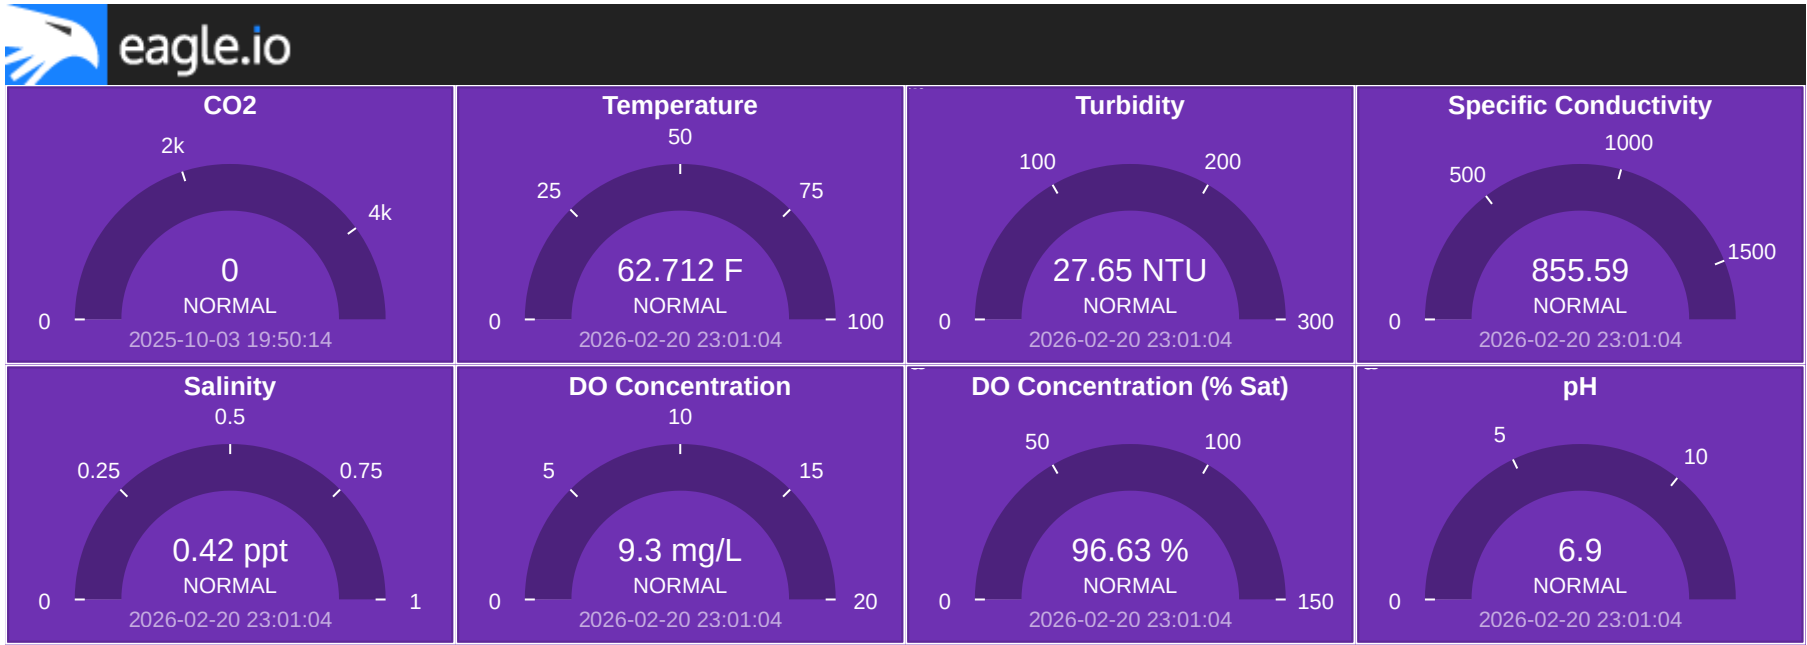 eagle.io
CO2
2k
4k
0
0
NORMAL
2025-10-03 19:50:14
Temperature
50
25
75
62.712 F
NORMAL
0
100
2026-02-20 23:01:04
Turbidity
100
200
27.65 NTU
NORMAL
0
300
2026-02-20 23:01:04
Specific Conductivity
1000
500
1500
855.59
NORMAL
0
2026-02-20 23:01:04
Salinity
0.5
0.25
0.75
0.42 ppt
NORMAL
0
1
2026-02-20 23:01:04
DO Concentration
10
5
15
9.3 mg/L
NORMAL
0
20
2026-02-20 23:01:04
DO Concentration (% Sat)
50
100
96.63 %
NORMAL
0
150
2026-02-20 23:01:04
pH
5
10
6.9
NORMAL
0
2026-02-20 23:01:04